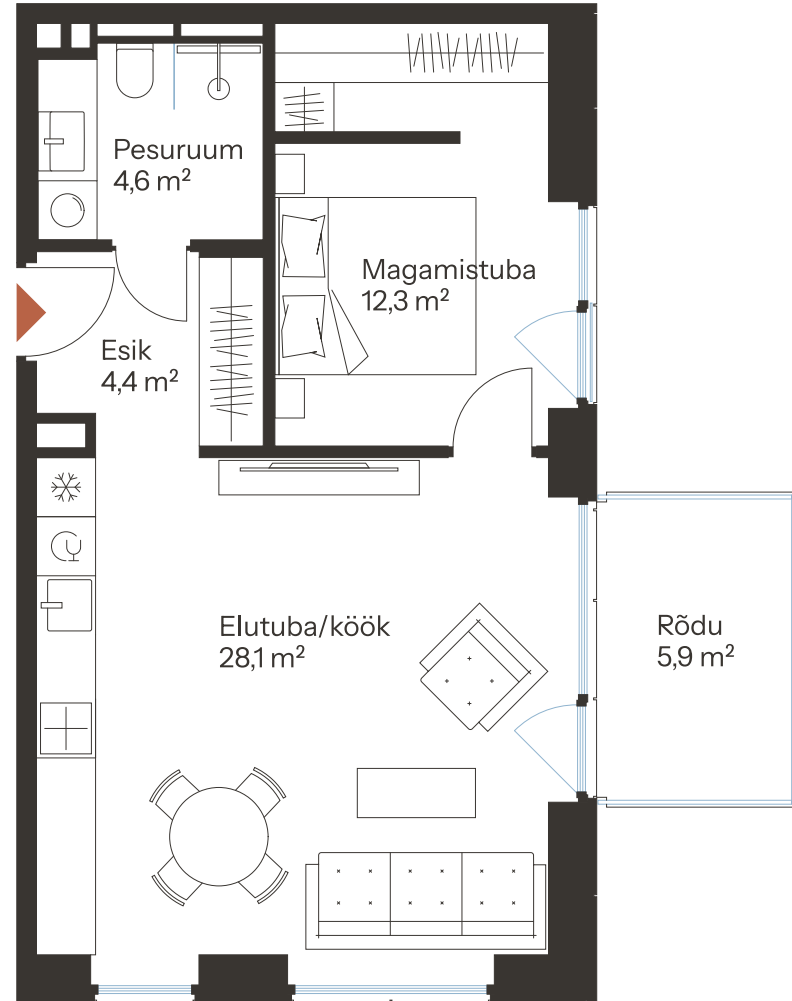 Pesuruum
4,6 m²
Magamistuba
12,3 m²
Esik
4,4 m²
Elutuba/köök
28,1 m²
Rõdu
5,9 m²